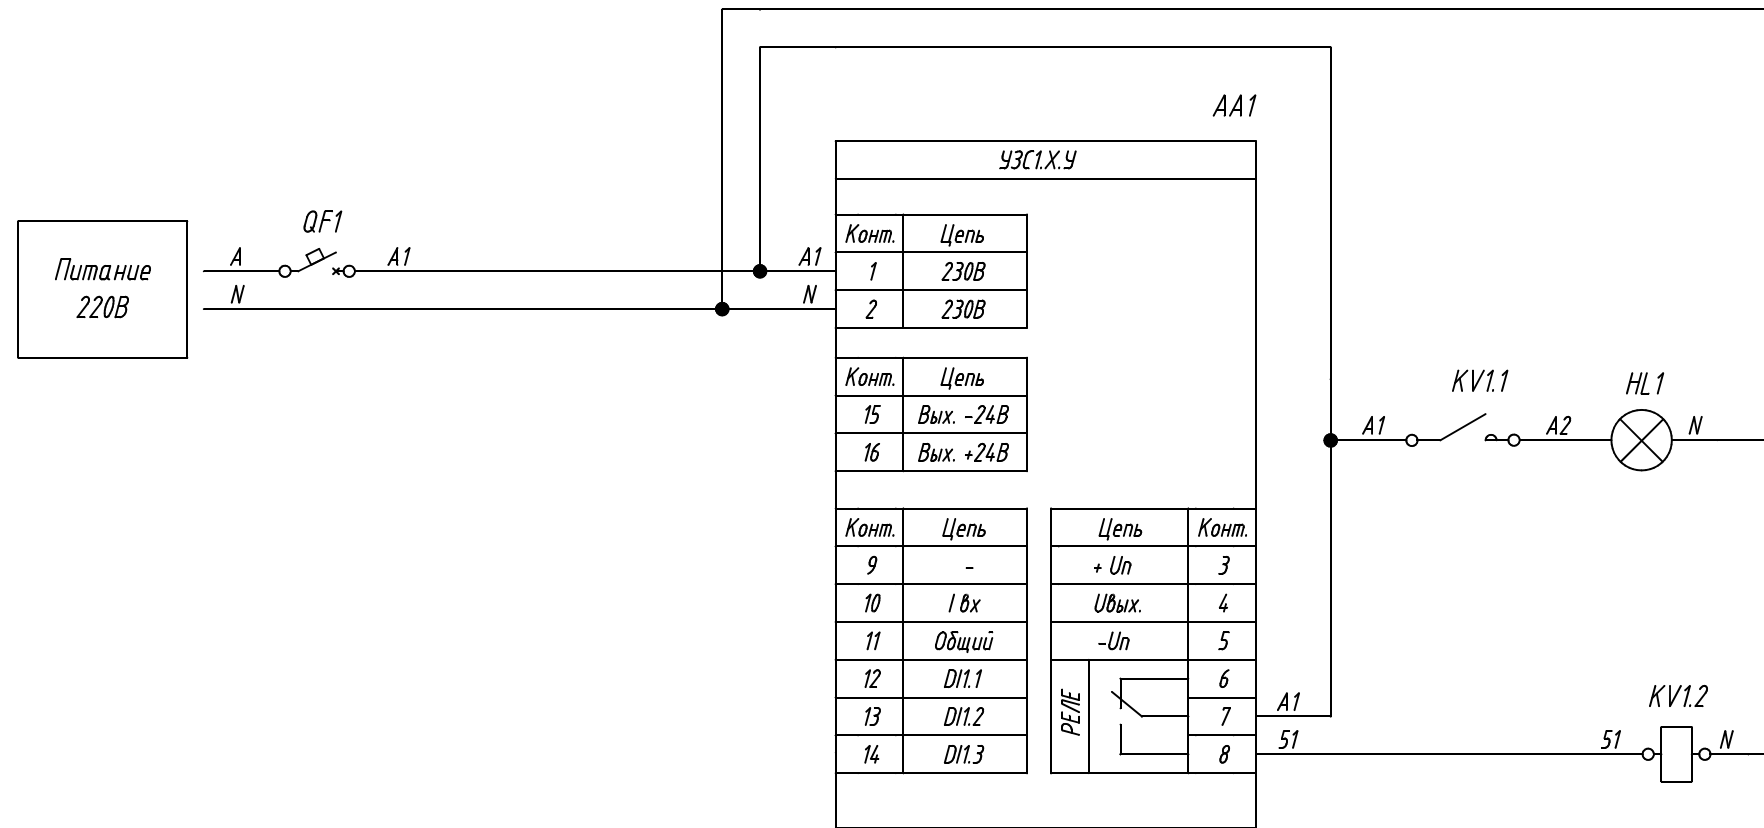 AA1
УЗС1.Х.У
QF1
Питание
220В
A
A1
A1
N
N
Конт. Цепь
1 230В
2 230В
Конт. Цепь
15 Вых. -24В
16 Вых. +24В
KV1.1
HL1
A1
A2
N
Конт. Цепь
9 -
10 I вх
11 Общий
12 DI1.1
13 DI1.2
14 DI1.3
Цепь Конт.
+ Uп 3
Uвых. 4
-Uп 5
РЕЛЕ
6
7
8
A1
51
51
KV1.2
N